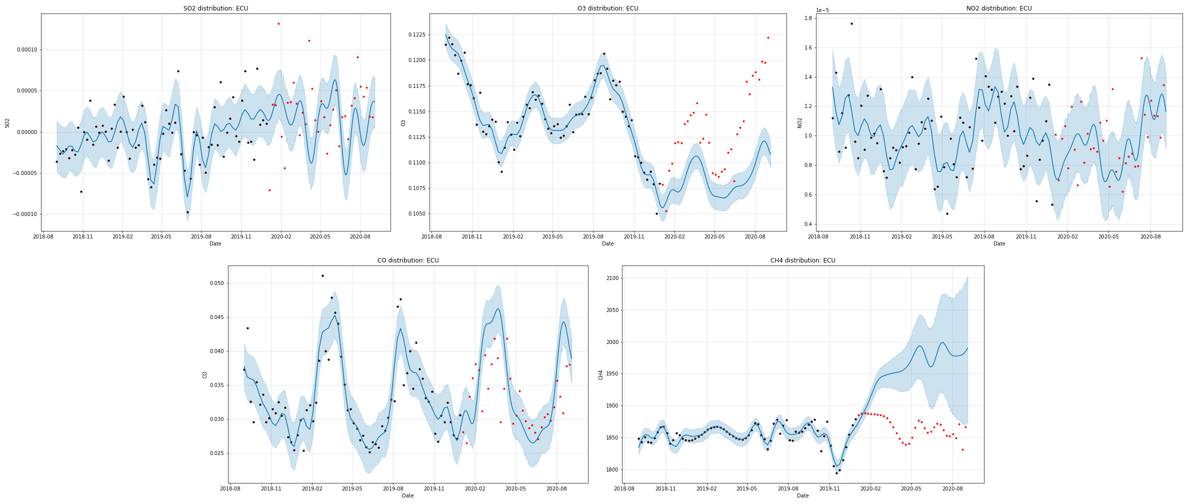 SO2 distribution: ECU
SO2
0.00010
0.00005
0.00000
−0.00005
−0.00010
2018-08 2018-11 2019-02 2019-05 2019-08 2019-11 2020-02 2020-05 2020-08
Date
O3 distribution: ECU
O3
0.1225
0.1200
0.1175
0.1150
0.1125
0.1100
0.1075
0.1050
2018-08 2018-11 2019-02 2019-05 2019-08 2019-11 2020-02 2020-05 2020-08
Date
NO2 distribution: ECU
1e−5
NO2
1.8
1.6
1.4
1.2
1.0
0.8
0.6
0.4
2018-08 2018-11 2019-02 2019-05 2019-08 2019-11 2020-02 2020-05 2020-08
Date
CO distribution: ECU
CO
0.050
0.045
0.040
0.035
0.030
0.025
2018-08 2018-11 2019-02 2019-05 2019-08 2019-11 2020-02 2020-05 2020-08
Date
CH4 distribution: ECU
CH4
2100
2050
2000
1950
1900
1850
1800
2018-08 2018-11 2019-02 2019-05 2019-08 2019-11 2020-02 2020-05 2020-08
Date